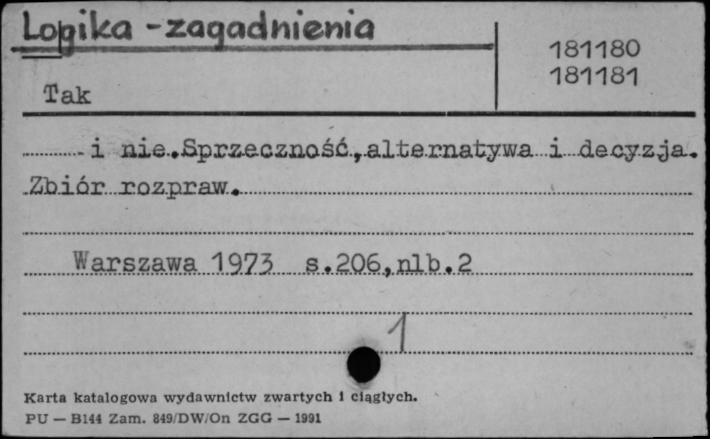 Logika - zagadnienia
181180
181181
Tak
- i nie.Sprzeczność,alternatywa i decyzja.
Zbiór rozpraw.
Warszawa 1973 s.206,nlb.2
1
Karta katalogowa wydawnictw zwartych i ciągłych.
PU — B144 Zam. 849/DW/On ZGG — 1991